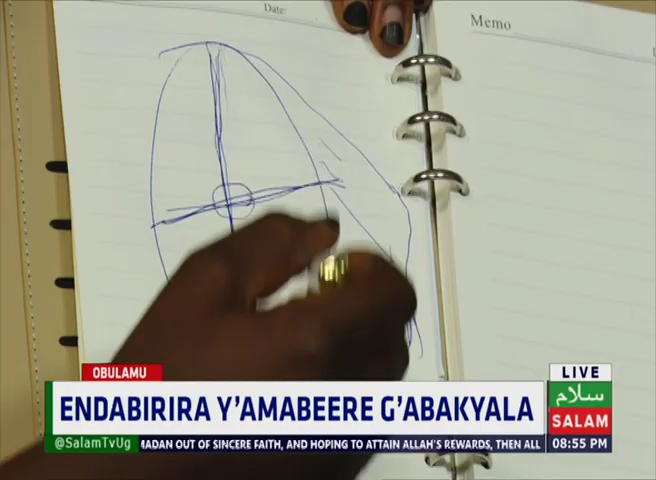 Date:
Memo
OBULAMU
LIVE
ENDABIRIRA Y'AMABEERE G'ABAKYALA
سلام
SALAM
@SalamTvUg
MADAN OUT OF SINCERE FAITH, AND HOPING TO ATTAIN ALLAH'S REWARDS, THEN ALL
08:55 PM